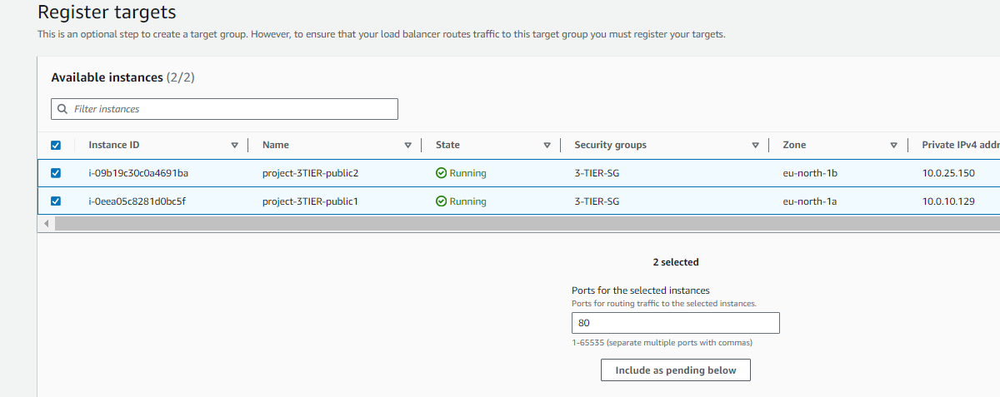 Register targets
This is an optional step to create a target group. However, to ensure that your load balancer routes traffic to this target group you must register your targets.
Available instances (2/2)
Filter instances
Instance ID Name State Security groups Zone Private IPv4 addr
i-09b19c30c0a4691ba project-3TIER-public2 Running 3-TIER-SG eu-north-1b 10.0.25.150
i-0eea05c8281d0bc5f project-3TIER-public1 Running 3-TIER-SG eu-north-1a 10.0.10.129
2 selected
Ports for the selected instances
Ports for routing traffic to the selected instances.
80
1-65535 (separate multiple ports with commas)
Include as pending below